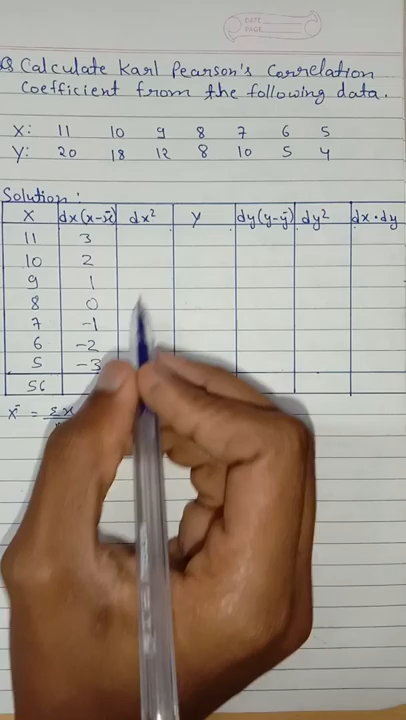 DATE
PAGE
Q Calculate Karl Pearson's Correlation
Coefficient from the following data.
X: 11 10 9 8 7 6 5
Y: 20 18 12 8 10 5 4
Solution:
X dx(x-x̄) dx² Y dy(y-ȳ) dy² dx·dy
11 3
10 2
9 1
8 0
7 -1
6 -2
5 -3
56
x̄ = Σx